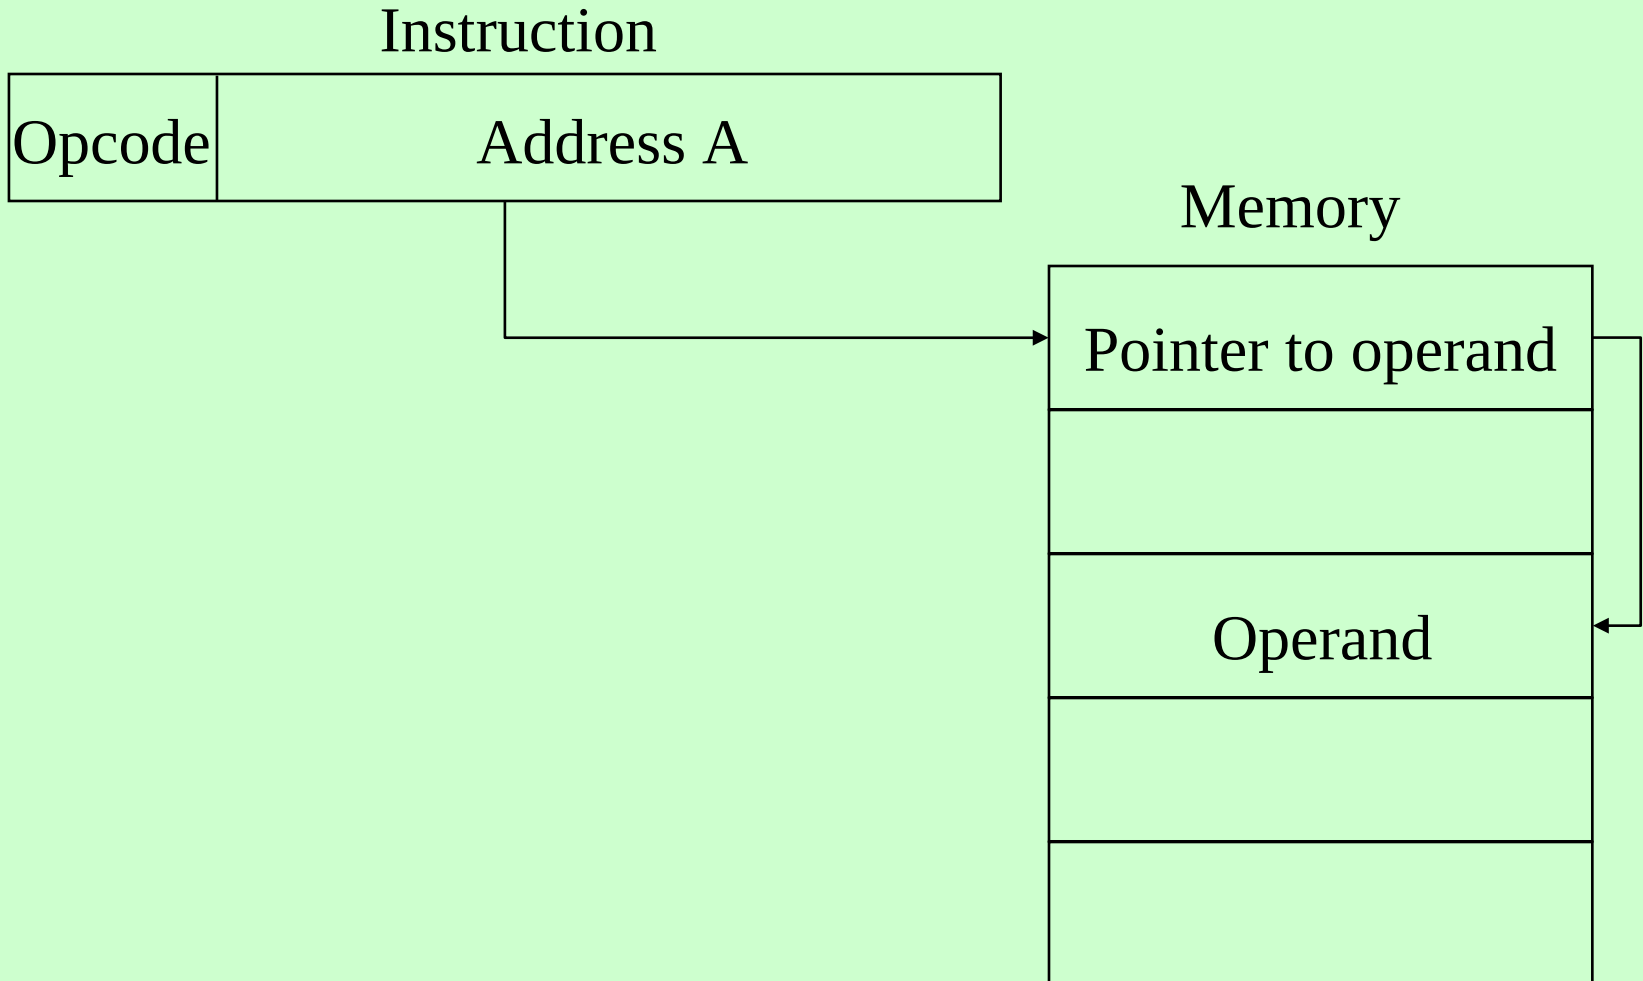 Instruction
Opcode
Address A
Memory
Pointer to operand
Operand